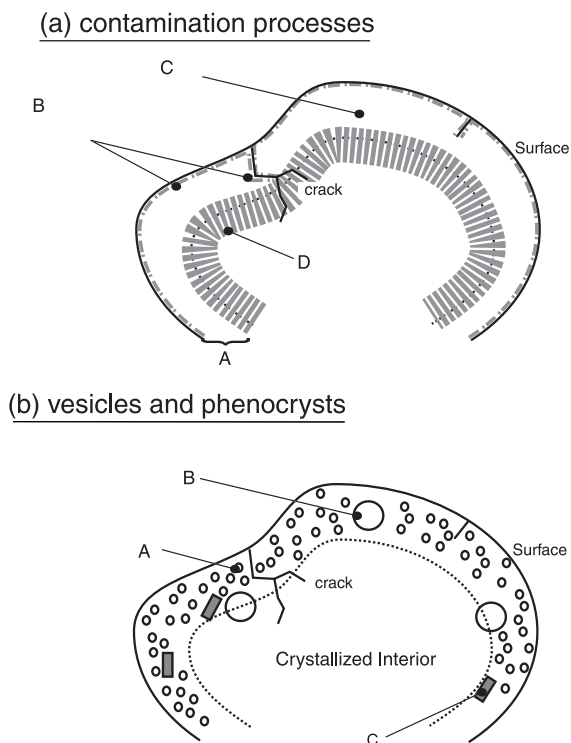 (a) contamination processes
C
B
Surface
crack
D
A
(b) vesicles and phenocrysts
B
A
Surface
crack
Crystallized Interior
C